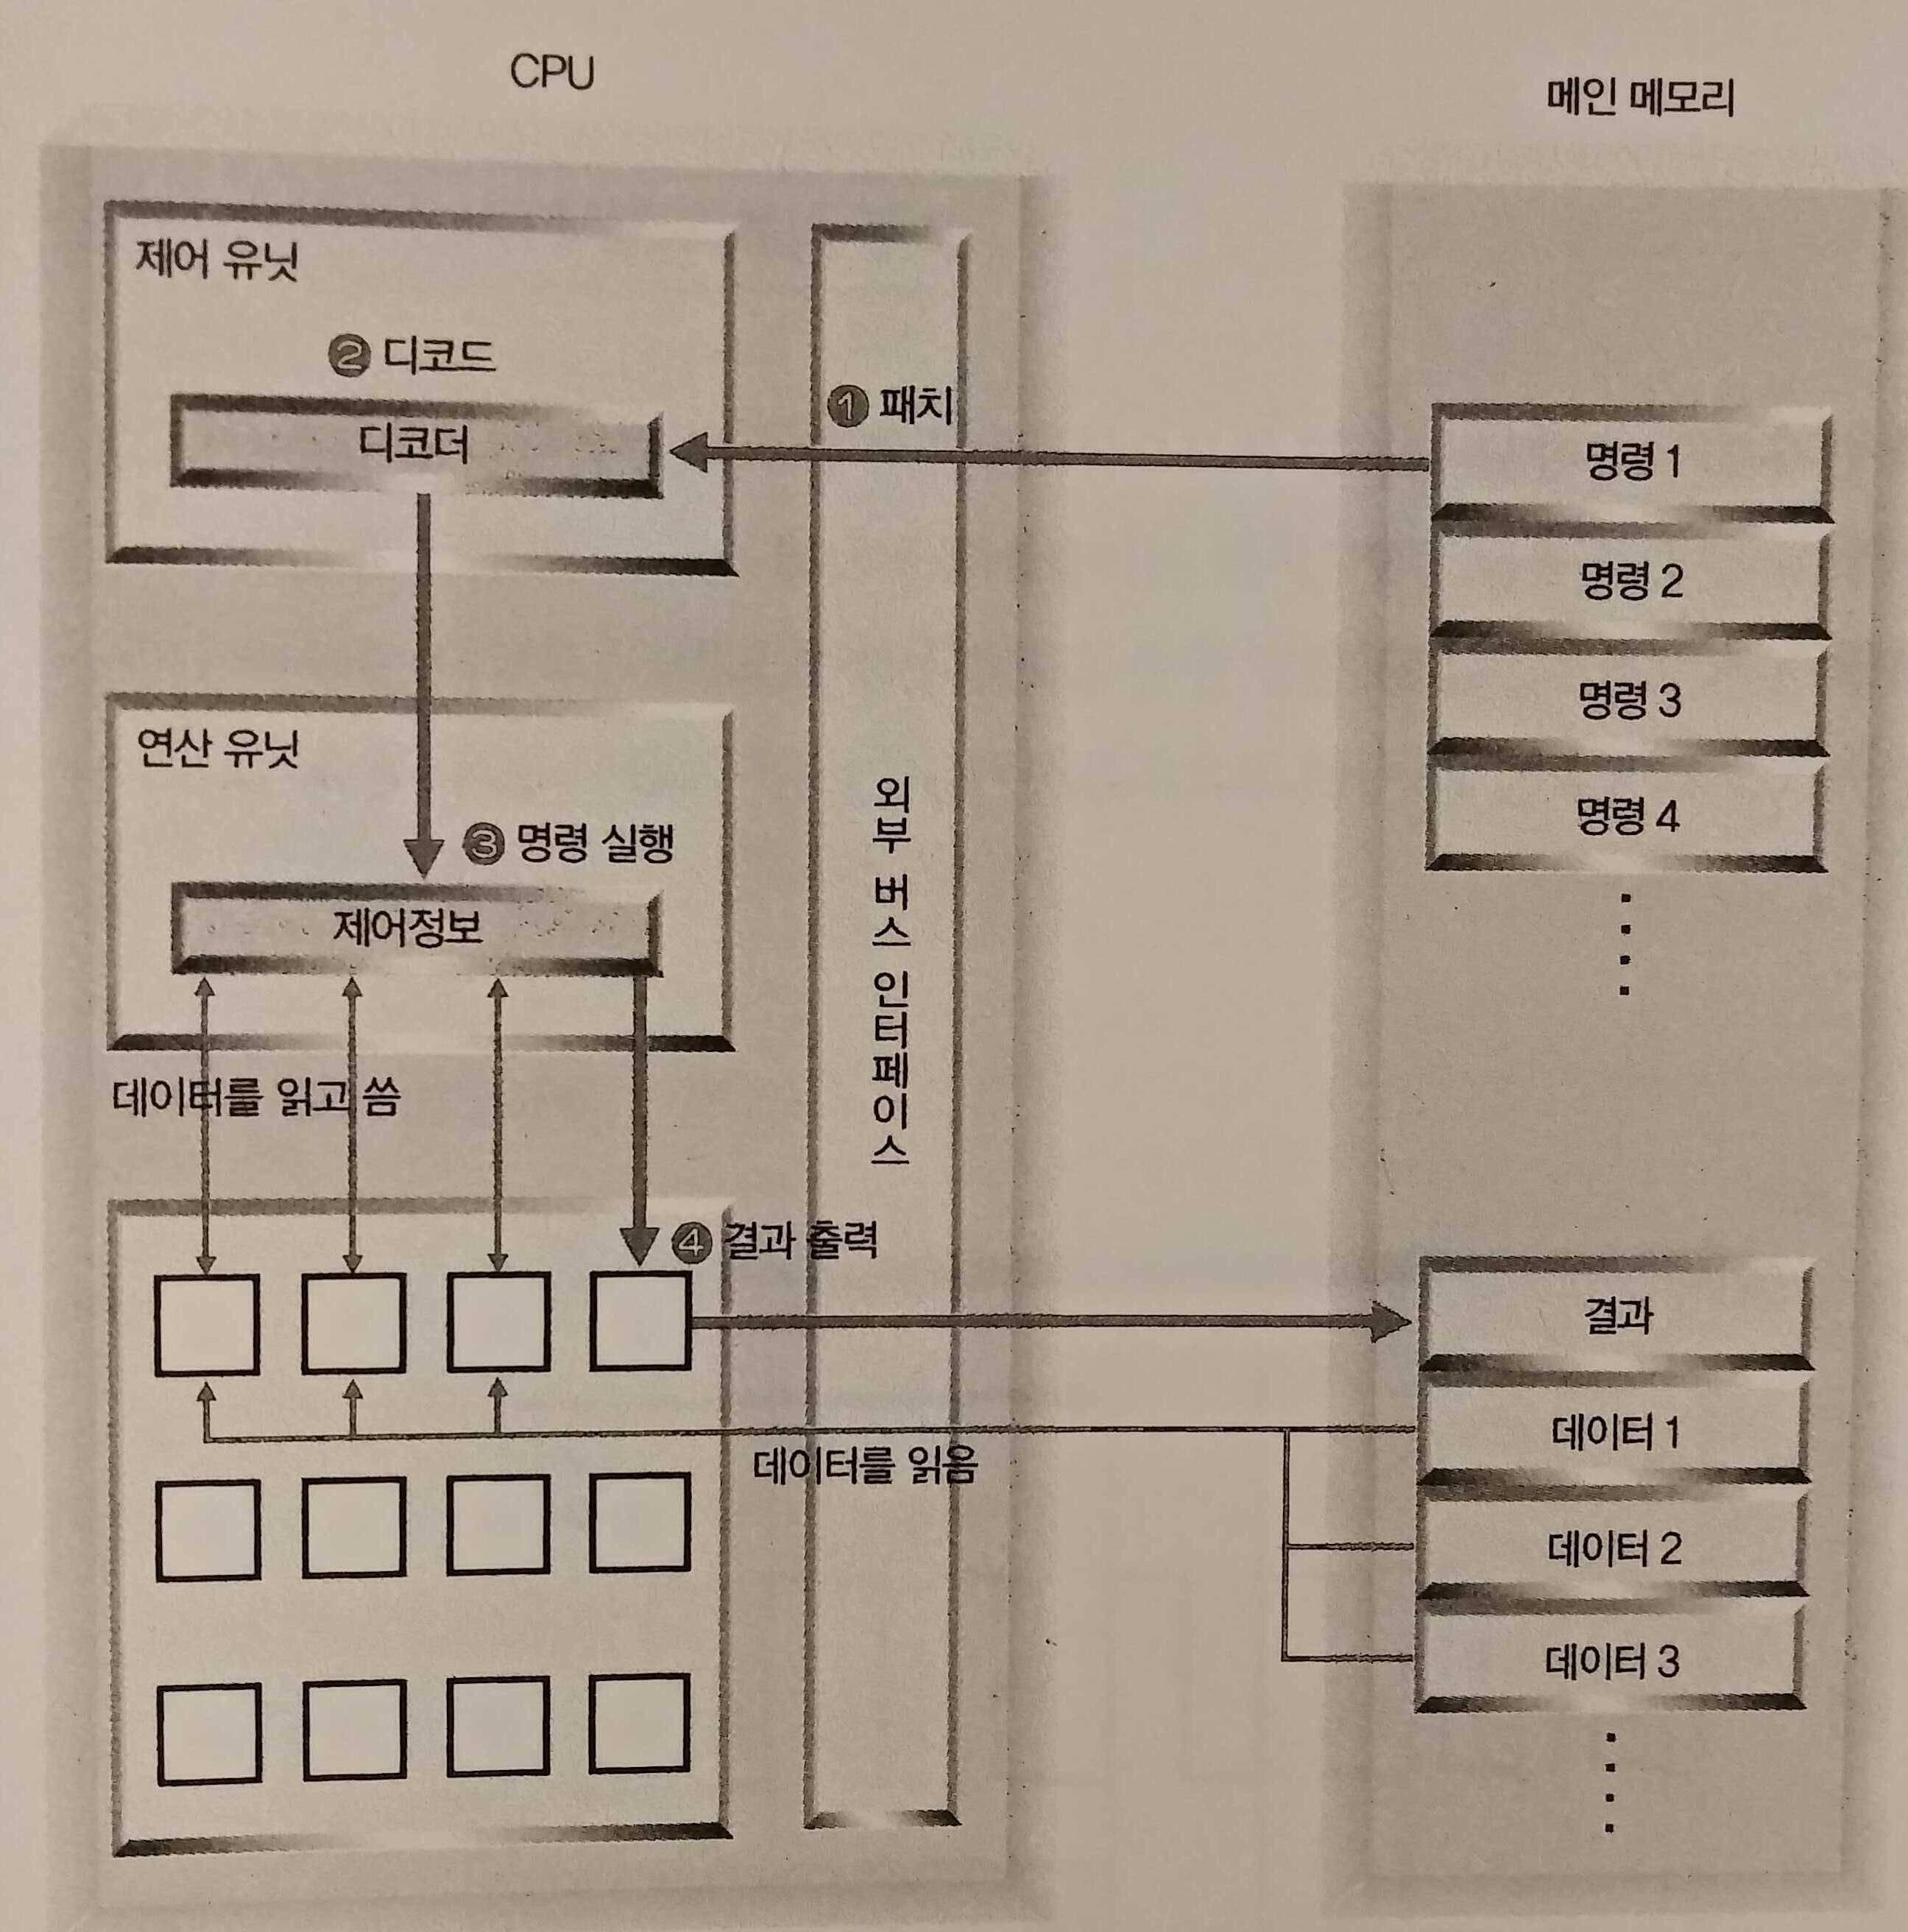 CPU
메인 메모리
제어 유닛
❷ 디코드
디코더
❶ 패치
명령 1
명령 2
명령 3
명령 4
연산 유닛
❸ 명령 실행
제어정보
데이터를 읽고 씀
외부 버스 인터페이스
❹ 결과 출력
결과
데이터 1
데이터를 읽음
데이터 2
데이터 3